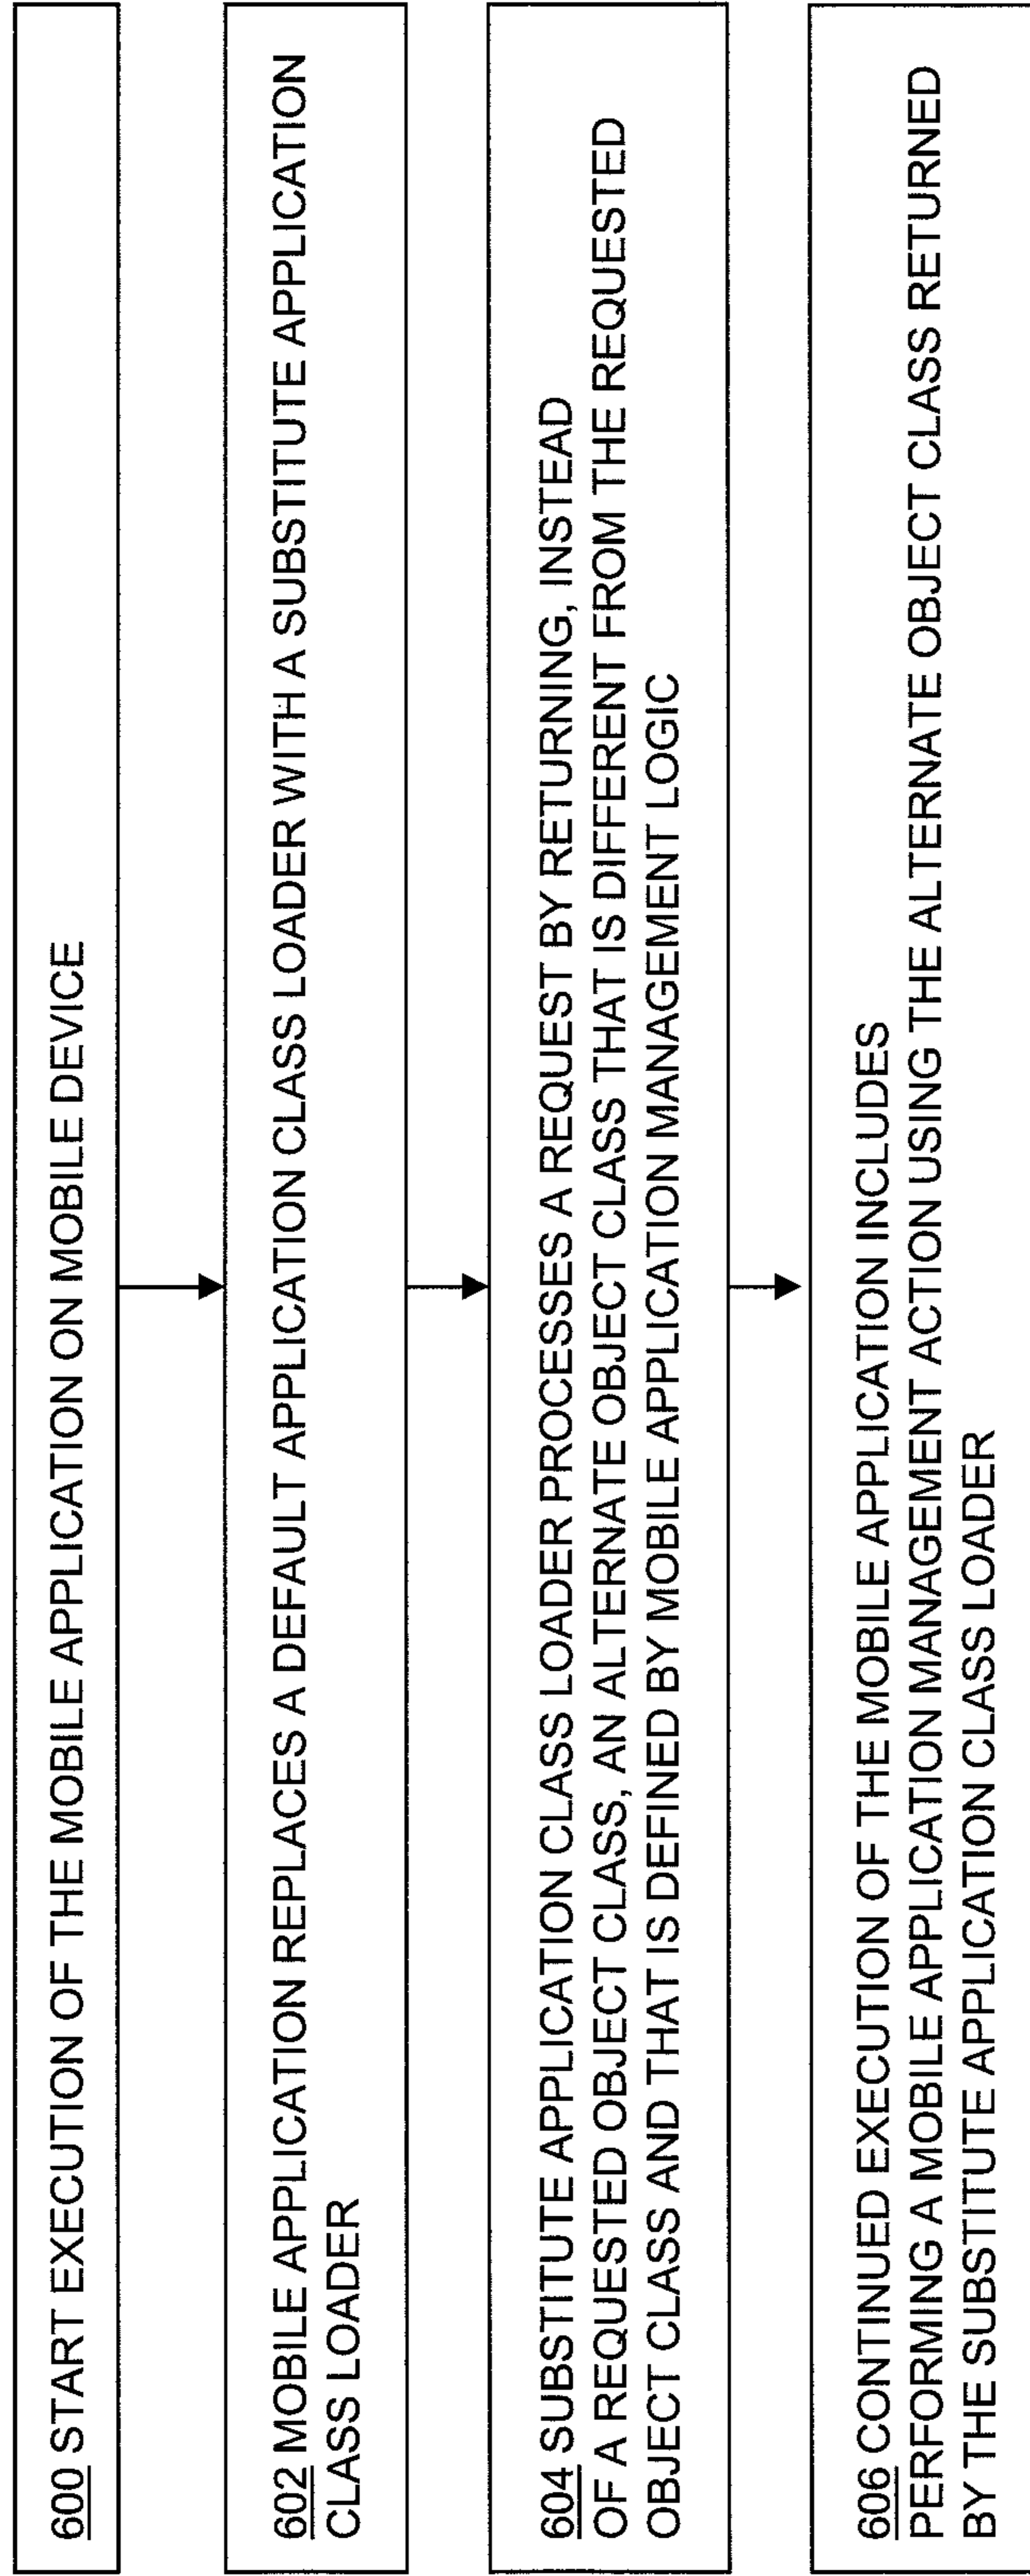 600 START EXECUTION OF THE MOBILE APPLICATION ON MOBILE DEVICE
602 MOBILE APPLICATION REPLACES A DEFAULT APPLICATION CLASS LOADER WITH A SUBSTITUTE APPLICATION
CLASS LOADER
604 SUBSTITUTE APPLICATION CLASS LOADER PROCESSES A REQUEST BY RETURNING, INSTEAD
OF A REQUESTED OBJECT CLASS, AN ALTERNATE OBJECT CLASS THAT IS DIFFERENT FROM THE REQUESTED
OBJECT CLASS AND THAT IS DEFINED BY MOBILE APPLICATION MANAGEMENT LOGIC
606 CONTINUED EXECUTION OF THE MOBILE APPLICATION INCLUDES
PERFORMING A MOBILE APPLICATION MANAGEMENT ACTION USING THE ALTERNATE OBJECT CLASS RETURNED
BY THE SUBSTITUTE APPLICATION CLASS LOADER